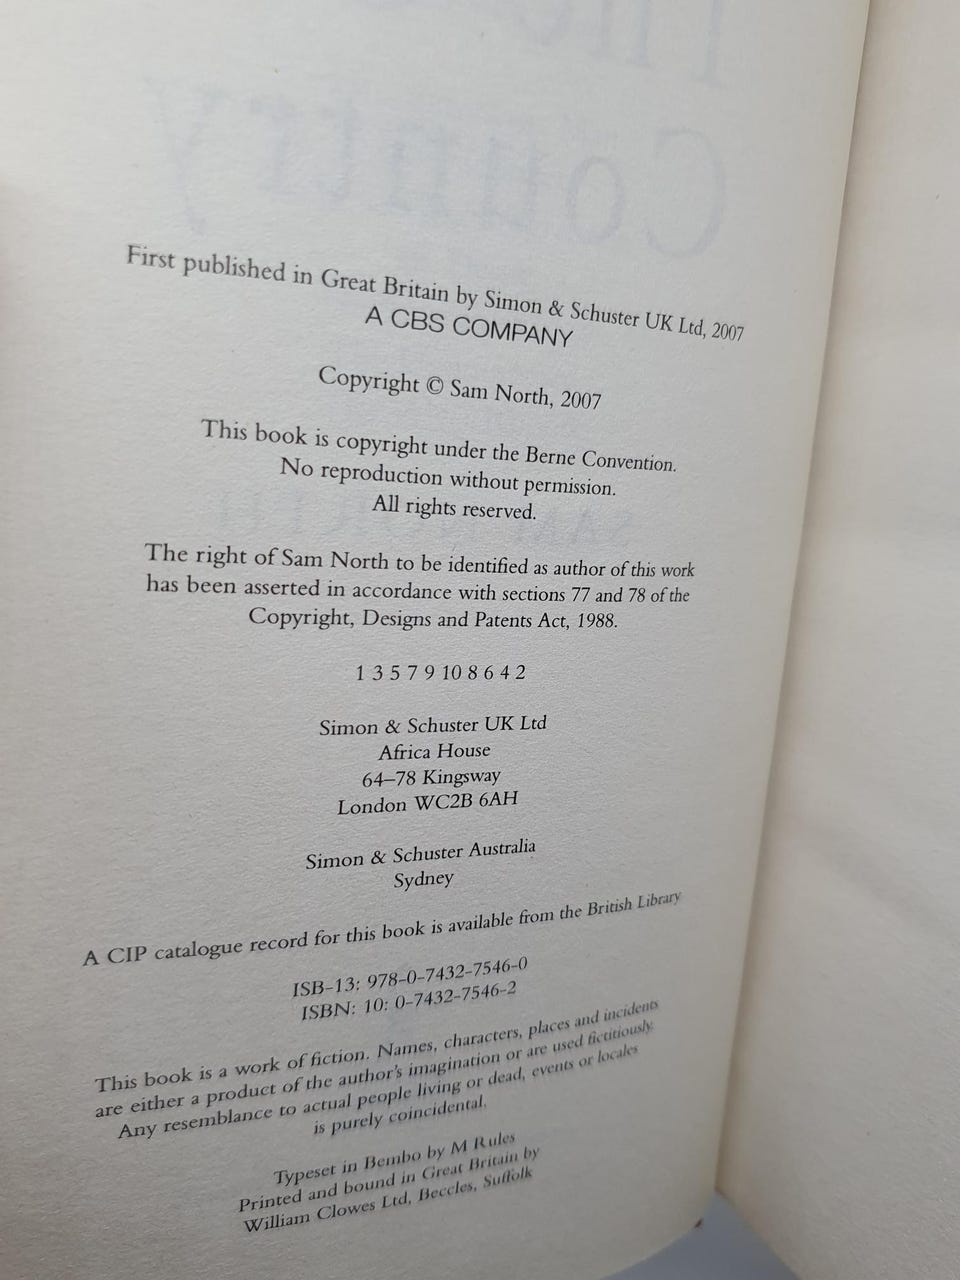 First published in Great Britain by Simon & Schuster UK Ltd, 2007
A CBS COMPANY
Copyright © Sam North, 2007
This book is copyright under the Berne Convention.
No reproduction without permission.
All rights reserved.
The right of Sam North to be identified as author of this work
has been asserted in accordance with sections 77 and 78 of the
Copyright, Designs and Patents Act, 1988.
1 3 5 7 9 10 8 6 4 2
Simon & Schuster UK Ltd
Africa House
64–78 Kingsway
London WC2B 6AH
Simon & Schuster Australia
Sydney
A CIP catalogue record for this book is available from the British Library
ISB-13: 978-0-7432-7546-0
ISBN: 10: 0-7432-7546-2
This book is a work of fiction. Names, characters, places and incidents
are either a product of the author's imagination or are used fictitiously.
Any resemblance to actual people living or dead, events or locales
is purely coincidental.
Typeset in Bembo by M Rules
Printed and bound in Great Britain by
William Clowes Ltd, Beccles, Suffolk